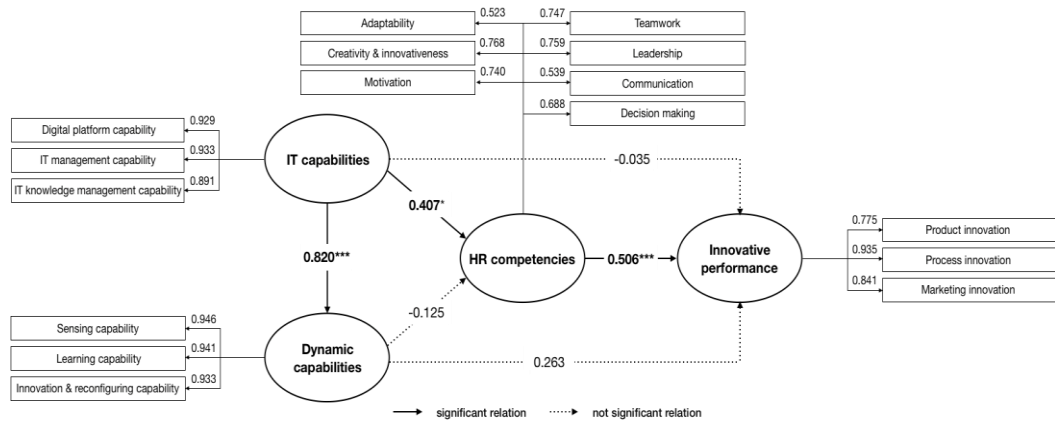 Adaptability
0.523
0.747
Teamwork
Creativity & innovativeness
0.768
0.759
Leadership
Motivation
0.740
0.539
Communication
0.688
Decision making
Digital platform capability
0.929
IT management capability
0.933
IT knowledge management capability
0.891
IT capabilities
-0.035
0.407*
0.820***
HR competencies
0.506***
Innovative
performance
0.775
Product innovation
0.935
Process innovation
0.841
Marketing innovation
-0.125
Sensing capability
0.946
Learning capability
0.941
Innovation & reconfiguring capability
0.933
Dynamic
capabilities
0.263
significant relation
not significant relation